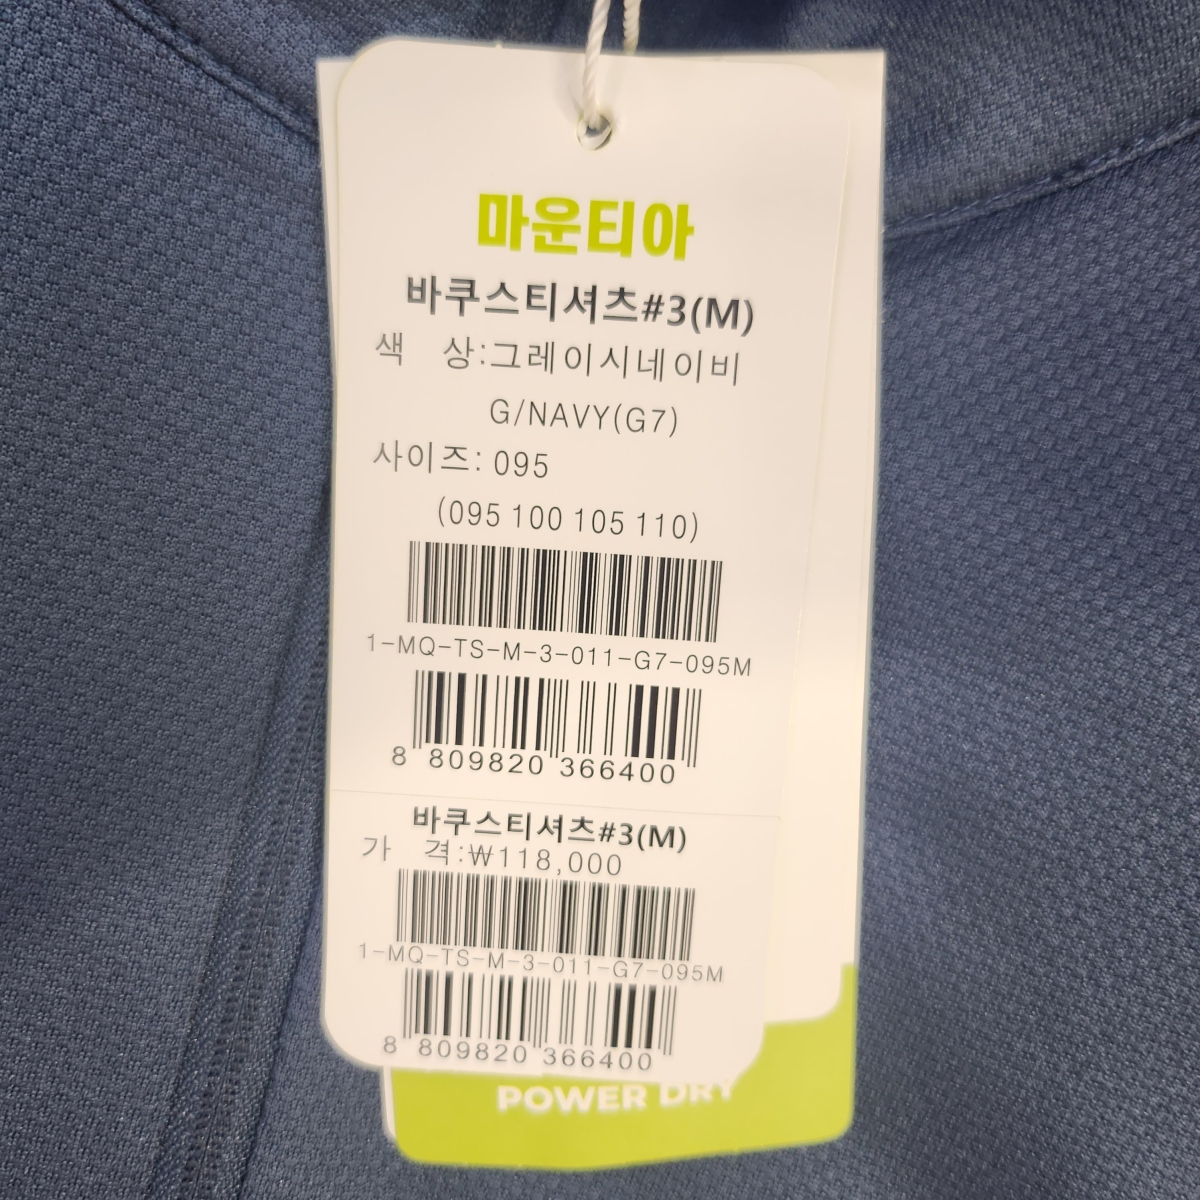 마운티아
바쿠스티셔츠#3(M)
색 상:그레이시네이비
G/NAVY(G7)
사이즈: 095
(095 100 105 110)
1-MQ-TS-M-3-011-G7-095M
8 809820 366400
바쿠스티셔츠#3(M)
가 격:₩118,000
1-MQ-TS-M-3-011-G7-095M
8 809820 366400
POWER DRY